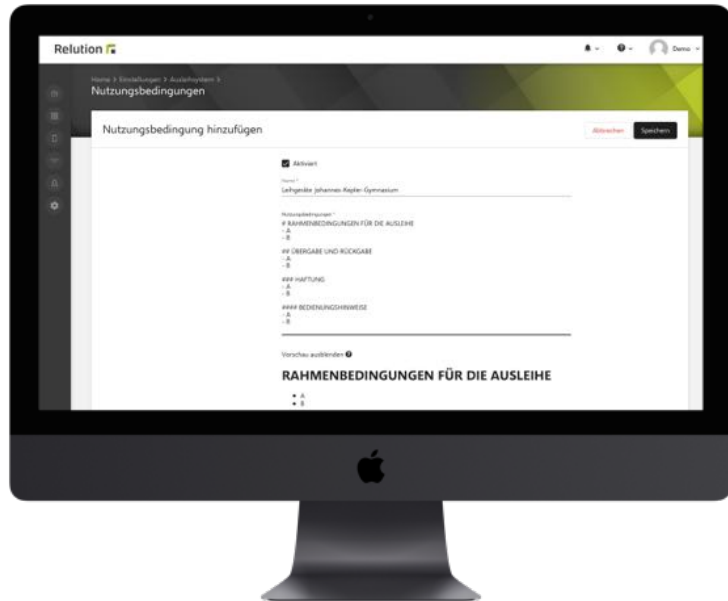 Relution
Demo
Home > Einstellungen > Ausleihsystem >
Nutzungsbedingungen
Nutzungsbedingung hinzufügen
Abbrechen
Speichern
Aktiviert
Name *
Leihgeräte Johannes-Kepler-Gymnasium
Nutzungsbedingungen *
# RAHMENBEDINGUNGEN FÜR DIE AUSLEIHE
- A
- B
## ÜBERGABE UND RÜCKGABE
- A
- B
### HAFTUNG
- A
- B
#### BEDIENUNGSHINWEISE
- A
- B
Vorschau ausblenden
RAHMENBEDINGUNGEN FÜR DIE AUSLEIHE
• A
• B